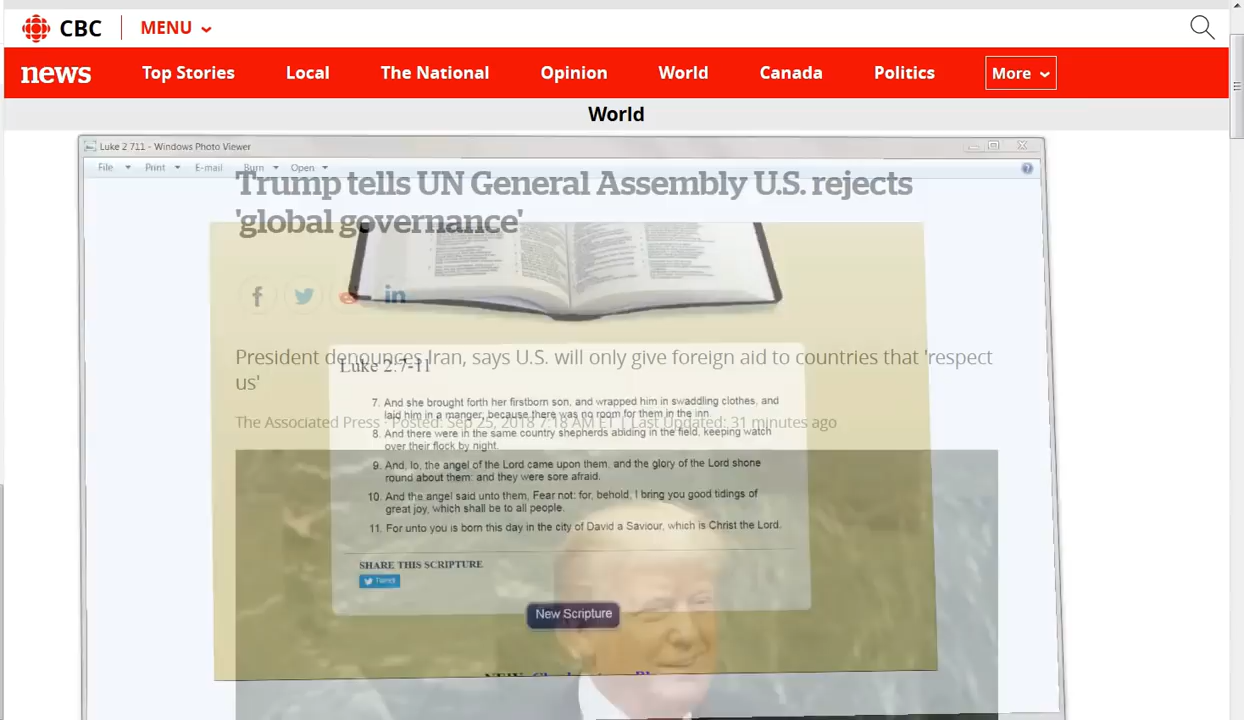 CBC
MENU
news
Top Stories
Local
The National
Opinion
World
Canada
Politics
More
World
Luke 2 711 - Windows Photo Viewer
File
Print
E-mail
Burn
Open
Trump tells UN General Assembly U.S. rejects
'global governance'
f
in
President denounces Iran, says U.S. will only give foreign aid to countries that 'respect
us'
The Associated Press · Posted: Sep 25, 2018 7:18 AM ET | Last Updated: 31 minutes ago
Luke 2:7-11
7. And she brought forth her firstborn son, and wrapped him in swaddling clothes, and
laid him in a manger; because there was no room for them in the inn.
8. And there were in the same country shepherds abiding in the field, keeping watch
over their flock by night.
9. And, lo, the angel of the Lord came upon them, and the glory of the Lord shone
round about them: and they were sore afraid.
10. And the angel said unto them, Fear not: for, behold, I bring you good tidings of
great joy, which shall be to all people.
11. For unto you is born this day in the city of David a Saviour, which is Christ the Lord.
SHARE THIS SCRIPTURE
Tweet
New Scripture